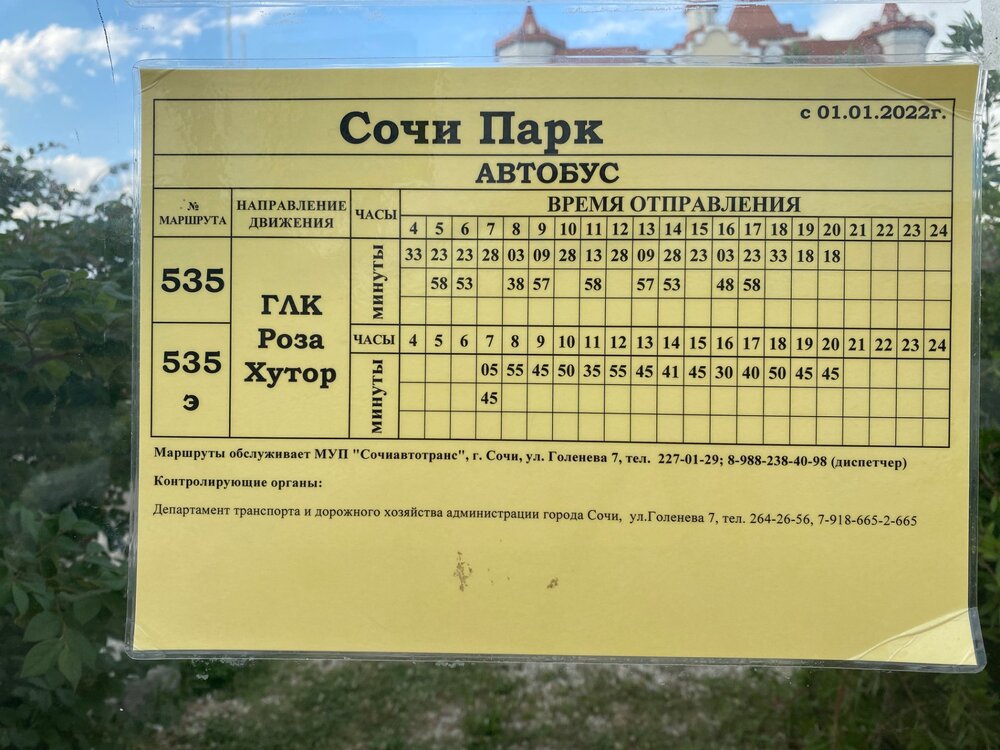 Сочи Парк
с 01.01.2022г.
АВТОБУС
№ МАРШРУТА
НАПРАВЛЕНИЕ ДВИЖЕНИЯ
ЧАСЫ
ВРЕМЯ ОТПРАВЛЕНИЯ
4 5 6 7 8 9 10 11 12 13 14 15 16 17 18 19 20 21 22 23 24
535
ГЛК Роза Хутор
минуты
33 23 23 28 03 09 28 13 28 09 28 23 03 23 33 18 18
58 53 38 57 58 57 53 48 58
535 э
ЧАСЫ
4 5 6 7 8 9 10 11 12 13 14 15 16 17 18 19 20 21 22 23 24
минуты
05 55 45 50 35 55 45 41 45 30 40 50 45 45
45
Маршруты обслуживает МУП "Сочиавтотранс", г. Сочи, ул. Голенева 7, тел. 227-01-29; 8-988-238-40-98 (диспетчер)
Контролирующие органы:
Департамент транспорта и дорожного хозяйства администрации города Сочи, ул.Голенева 7, тел. 264-26-56, 7-918-665-2-665